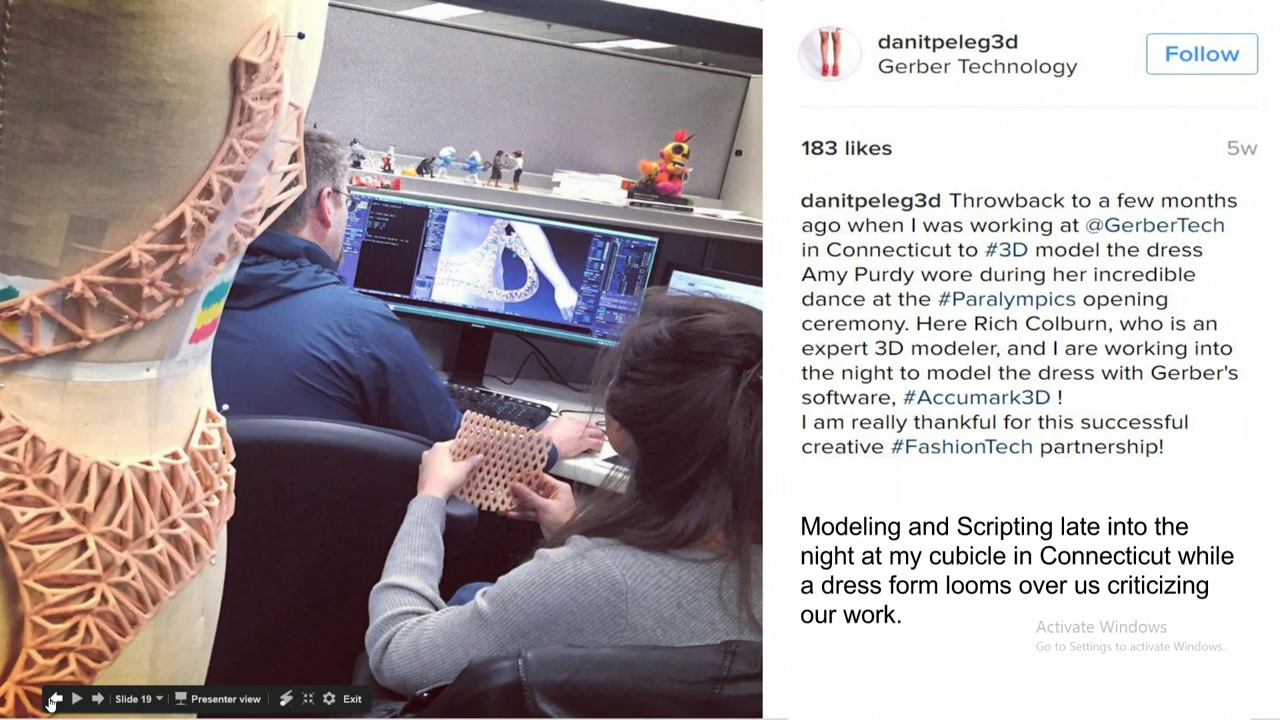 danitpeleg3d
Gerber Technology
Follow
183 likes
5w
danitpeleg3d Throwback to a few months
ago when I was working at @GerberTech
in Connecticut to #3D model the dress
Amy Purdy wore during her incredible
dance at the #Paralympics opening
ceremony. Here Rich Colburn, who is an
expert 3D modeler, and I are working into
the night to model the dress with Gerber's
software, #Accumark3D !
I am really thankful for this successful
creative #FashionTech partnership!
Modeling and Scripting late into the
night at my cubicle in Connecticut while
a dress form looms over us criticizing
our work.
Activate Windows
Go to Settings to activate Windows.
Slide 19
Presenter view
Exit